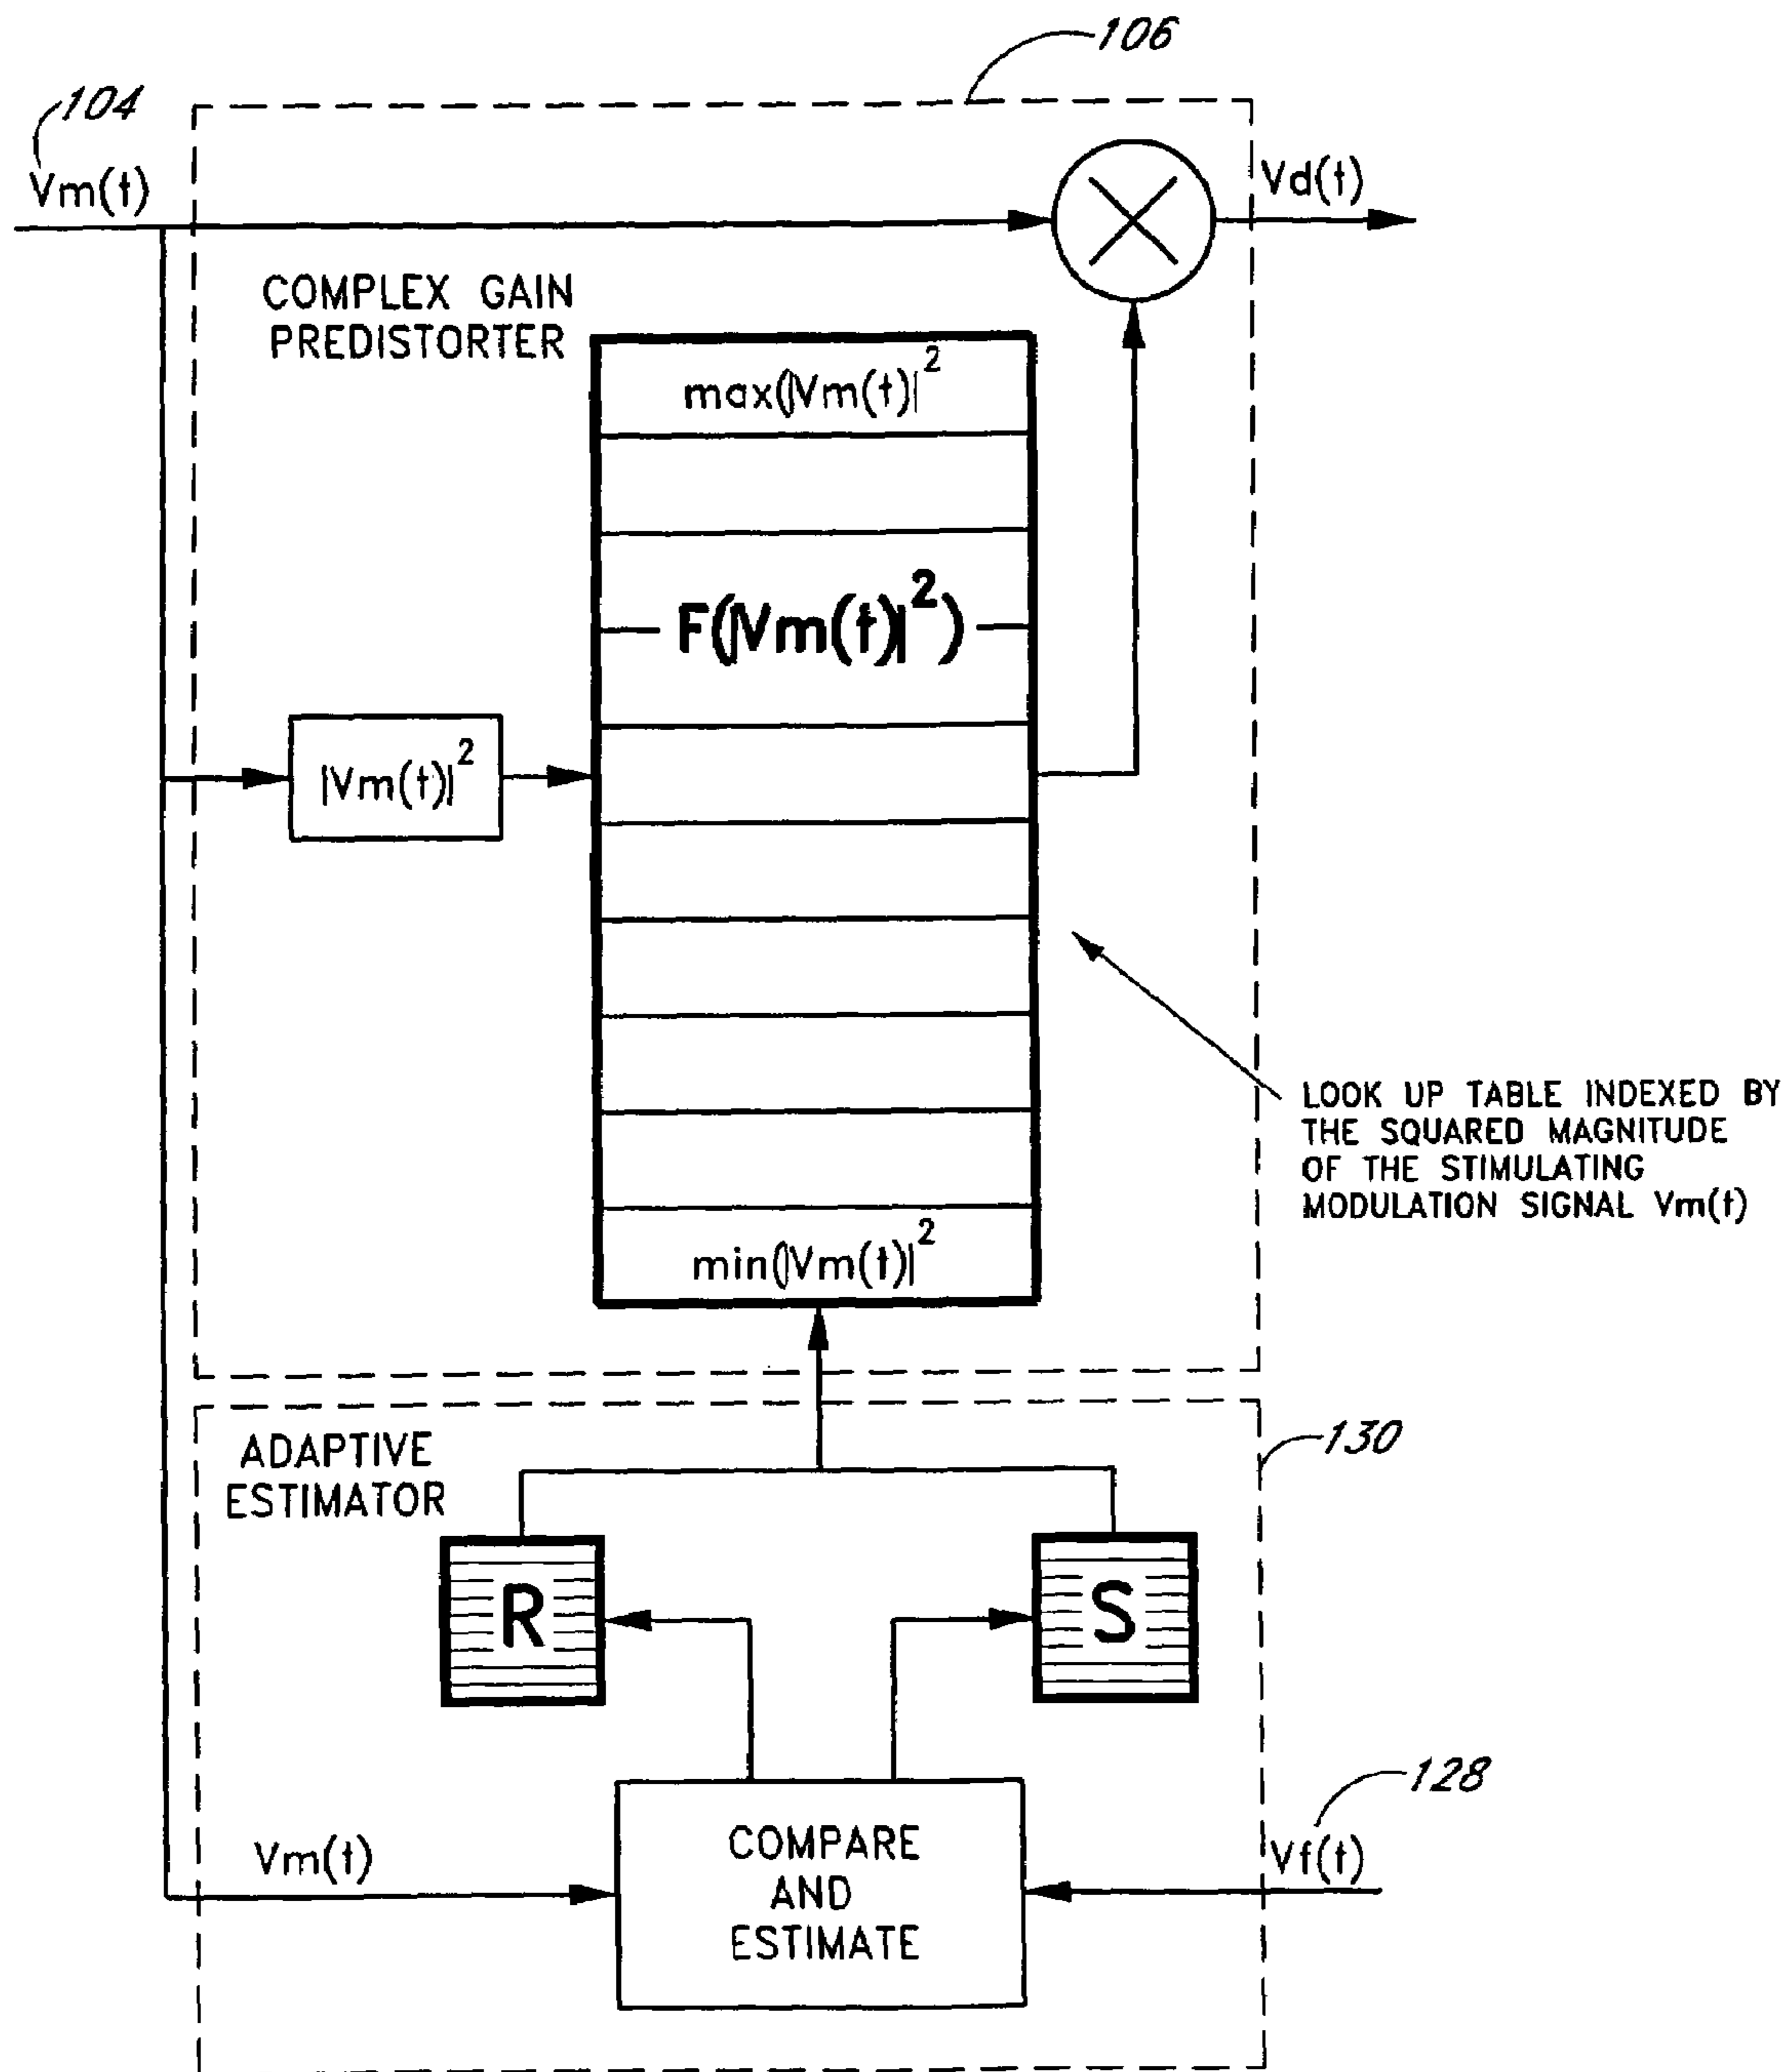 106
104
Vm(t)
Vd(t)
COMPLEX GAIN
PREDISTORTER
max(|Vm(t)|²
F(|Vm(t)|²)
|Vm(t)|²
LOOK UP TABLE INDEXED BY
THE SQUARED MAGNITUDE
OF THE STIMULATING
MODULATION SIGNAL Vm(t)
min(|Vm(t)|²
ADAPTIVE
ESTIMATOR
130
R
S
128
Vm(t)
COMPARE
AND
ESTIMATE
Vf(t)